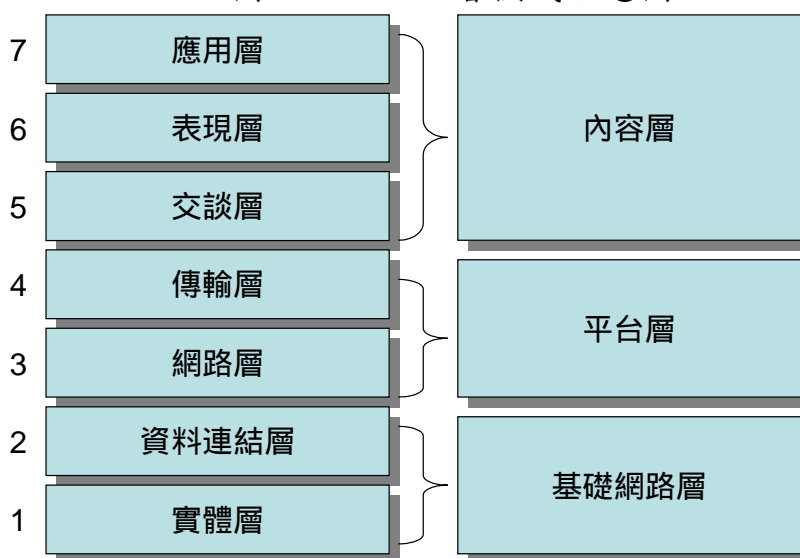 7 應用層
6 表現層
5 交談層
4 傳輸層
3 網路層
2 資料連結層
1 實體層
內容層
平台層
基礎網路層